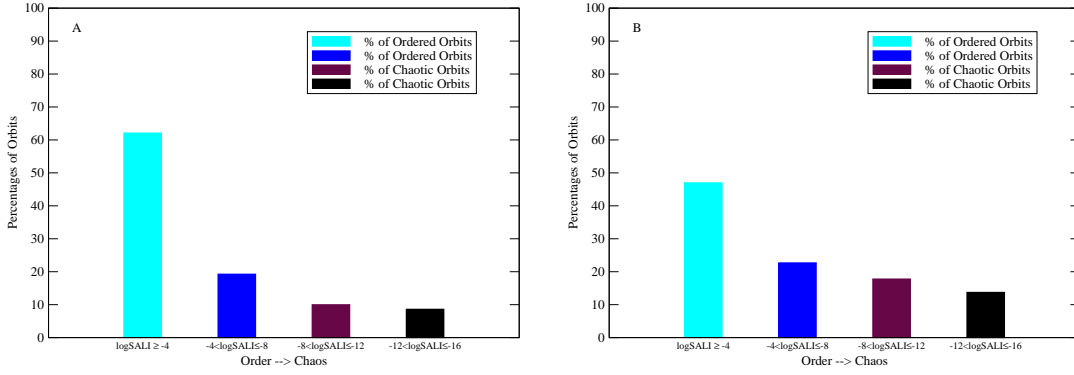 A
% of Ordered Orbits
% of Ordered Orbits
% of Chaotic Orbits
% of Chaotic Orbits
Percentages of Orbits
100
90
80
70
60
50
40
30
20
10
0
logSALI ≥ -4
-4<logSALI≤-8
-8<logSALI≤-12
-12<logSALI≤-16
Order --> Chaos
B
% of Ordered Orbits
% of Ordered Orbits
% of Chaotic Orbits
% of Chaotic Orbits
Percentages of Orbits
100
90
80
70
60
50
40
30
20
10
0
logSALI ≥ -4
-4<logSALI≤-8
-8<logSALI≤-12
-12<logSALI≤-16
Order --> Chaos